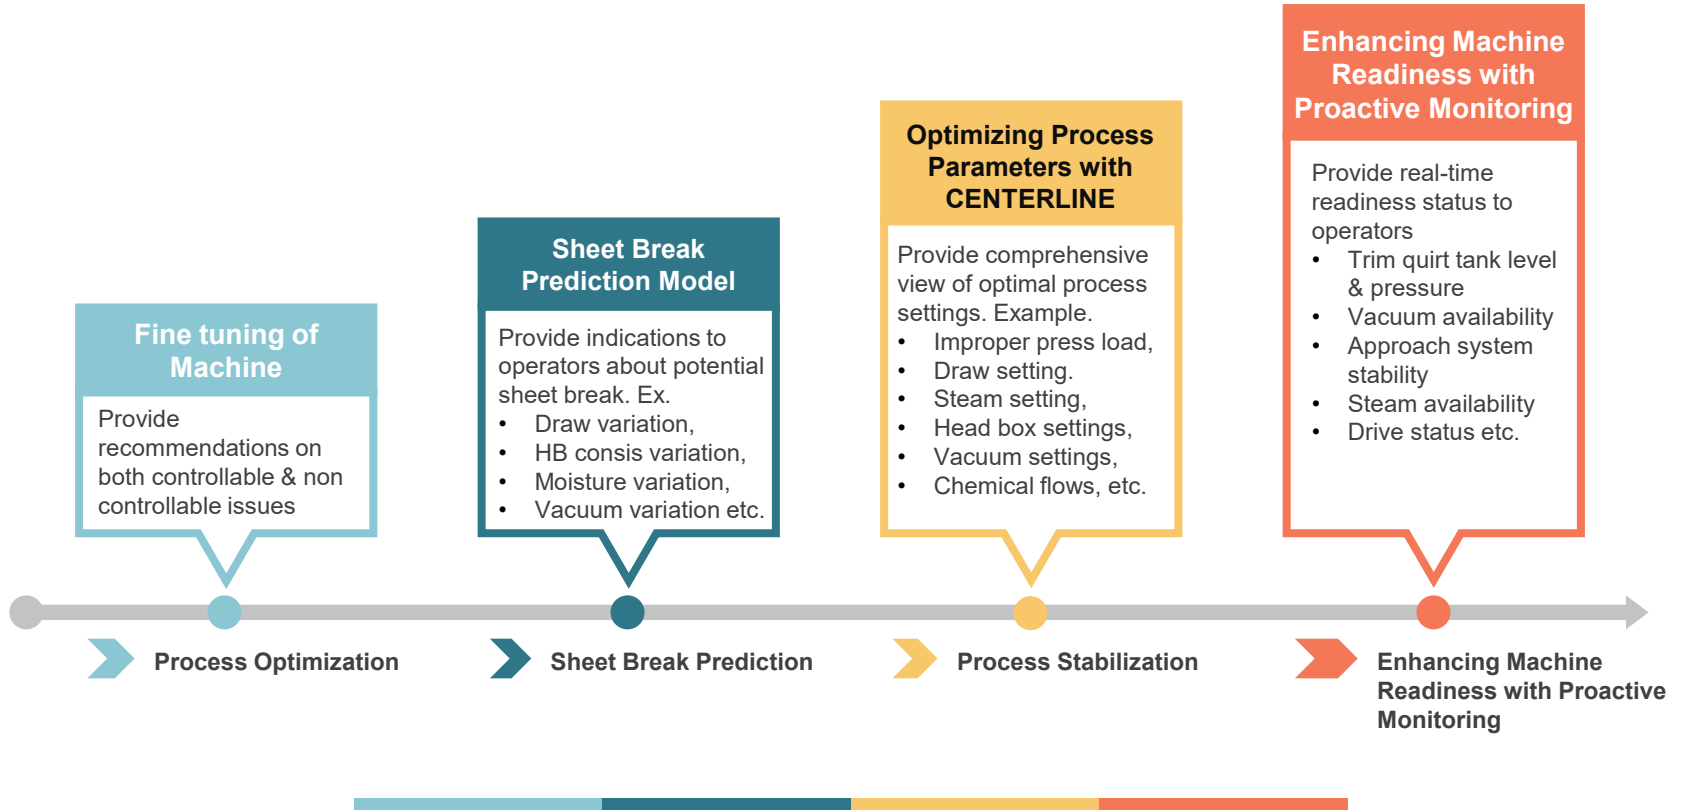 Fine tuning of
Machine
Provide
recommendations on
both controllable & non
controllable issues
Sheet Break
Prediction Model
Provide indications to
operators about potential
sheet break. Ex.
• Draw variation,
• HB consis variation,
• Moisture variation,
• Vacuum variation etc.
Optimizing Process
Parameters with
CENTERLINE
Provide comprehensive
view of optimal process
settings. Example.
• Improper press load,
• Draw setting.
• Steam setting,
• Head box settings,
• Vacuum settings,
• Chemical flows, etc.
Enhancing Machine
Readiness with
Proactive Monitoring
Provide real-time
readiness status to
operators
• Trim quirt tank level
& pressure
• Vacuum availability
• Approach system
stability
• Steam availability
• Drive status etc.
Process Optimization
Sheet Break Prediction
Process Stabilization
Enhancing Machine
Readiness with Proactive
Monitoring